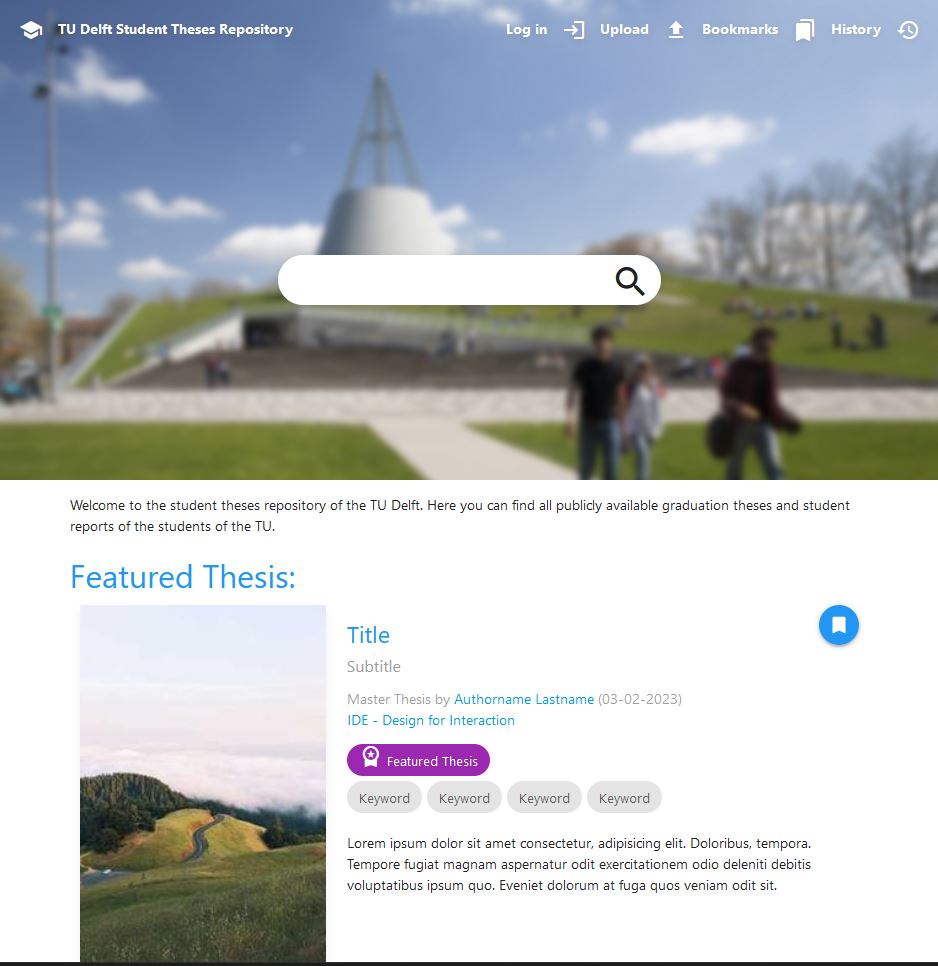 TU Delft Student Theses Repository
Log in Upload Bookmarks History
Welcome to the student theses repository of the TU Delft. Here you can find all publicly available graduation theses and student
reports of the students of the TU.
Featured Thesis:
Title
Subtitle
Master Thesis by Authorname Lastname (03-02-2023)
IDE - Design for Interaction
Featured Thesis
Keyword Keyword Keyword Keyword
Lorem ipsum dolor sit amet consectetur, adipisicing elit. Doloribus, tempora.
Tempore fugiat magnam aspernatur odit exercitationem odio deleniti debitis
voluptatibus ipsum quo. Eveniet dolorum at fuga quos veniam odit sit.